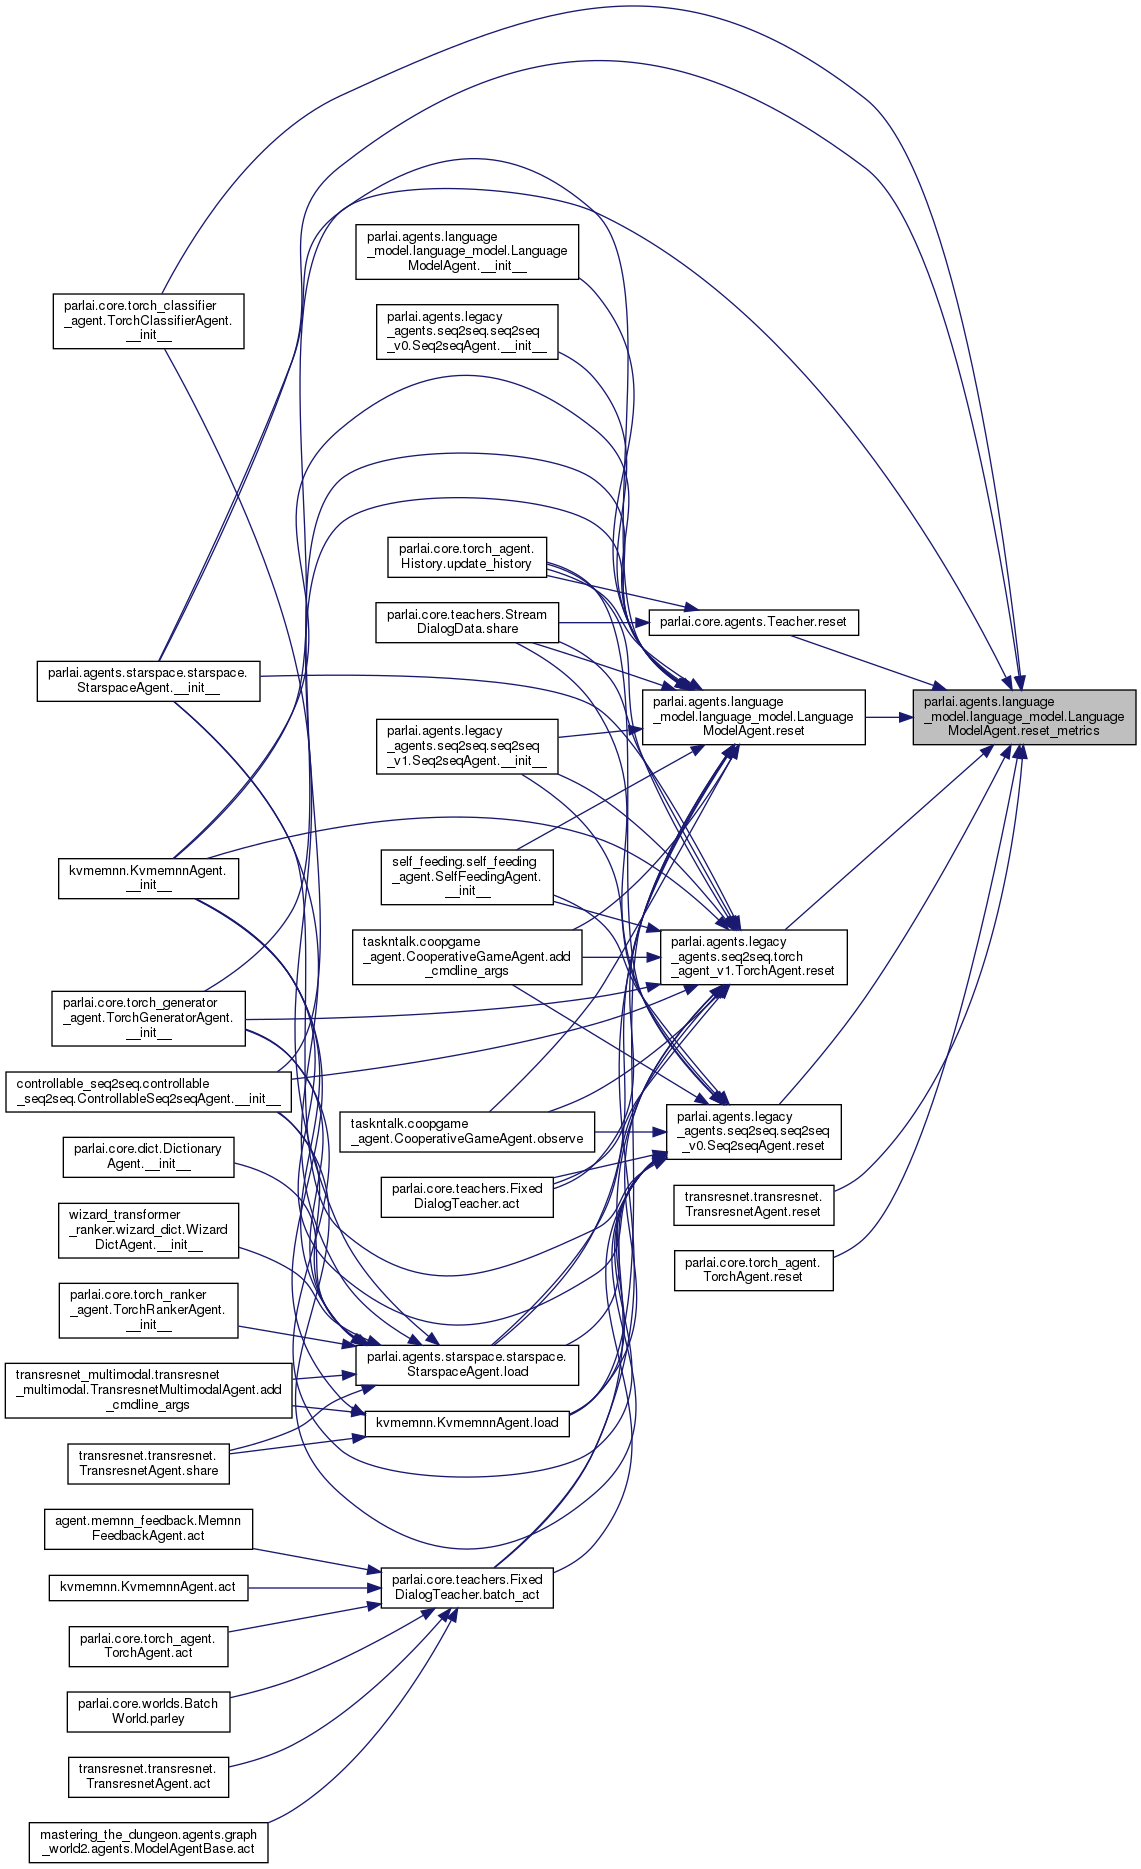 parlai.agents.language
_model.language_model.Language
ModelAgent.__init__
parlai.core.torch_classifier
_agent.TorchClassifierAgent.
__init__
parlai.agents.legacy
_agents.seq2seq.seq2seq
_v0.Seq2seqAgent.__init__
parlai.core.torch_agent.
History.update_history
parlai.core.teachers.Stream
DialogData.share
parlai.core.agents.Teacher.reset
parlai.agents.starspace.starspace.
StarspaceAgent.__init__
parlai.agents.language
_model.language_model.Language
ModelAgent.reset
parlai.agents.language
_model.language_model.Language
ModelAgent.reset_metrics
parlai.agents.legacy
_agents.seq2seq.seq2seq
_v1.Seq2seqAgent.__init__
kvmemnn.KvmemnnAgent.
__init__
self_feeding.self_feeding
_agent.SelfFeedingAgent.
__init__
taskntalk.coopgame
_agent.CooperativeGameAgent.add
_cmdline_args
parlai.agents.legacy
_agents.seq2seq.torch
_agent_v1.TorchAgent.reset
parlai.core.torch_generator
_agent.TorchGeneratorAgent.
__init__
controllable_seq2seq.controllable
_seq2seq.ControllableSeq2seqAgent.__init__
taskntalk.coopgame
_agent.CooperativeGameAgent.observe
parlai.agents.legacy
_agents.seq2seq.seq2seq
_v0.Seq2seqAgent.reset
parlai.core.dict.Dictionary
Agent.__init__
parlai.core.teachers.Fixed
DialogTeacher.act
transresnet.transresnet.
TransresnetAgent.reset
wizard_transformer
_ranker.wizard_dict.Wizard
DictAgent.__init__
parlai.core.torch_agent.
TorchAgent.reset
parlai.core.torch_ranker
_agent.TorchRankerAgent.
__init__
parlai.agents.starspace.starspace.
StarspaceAgent.load
transresnet_multimodal.transresnet
_multimodal.TransresnetMultimodalAgent.add
_cmdline_args
kvmemnn.KvmemnnAgent.load
transresnet.transresnet.
TransresnetAgent.share
agent.memnn_feedback.Memnn
FeedbackAgent.act
kvmemnn.KvmemnnAgent.act
parlai.core.teachers.Fixed
DialogTeacher.batch_act
parlai.core.torch_agent.
TorchAgent.act
parlai.core.worlds.Batch
World.parley
transresnet.transresnet.
TransresnetAgent.act
mastering_the_dungeon.agents.graph
_world2.agents.ModelAgentBase.act